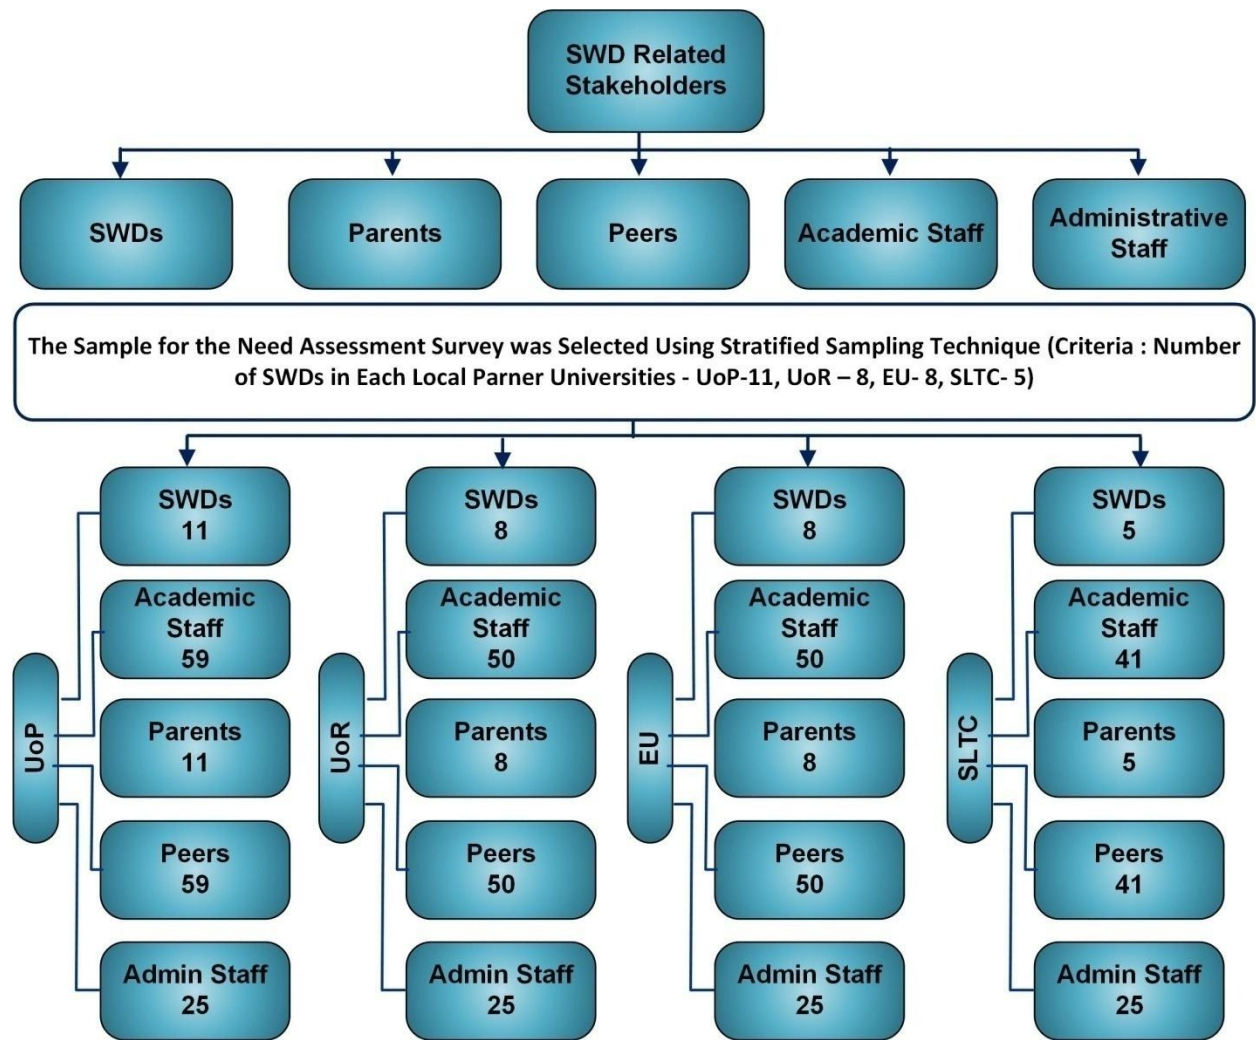 SWD Related
Stakeholders
SWDs
Parents
Peers
Academic Staff
Administrative
Staff
The Sample for the Need Assessment Survey was Selected Using Stratified Sampling Technique (Criteria : Number
of SWDs in Each Local Parner Universities - UoP-11, UoR – 8, EU- 8, SLTC- 5)
UoP
SWDs
11
Academic
Staff
59
Parents
11
Peers
59
Admin Staff
25
UoR
SWDs
8
Academic
Staff
50
Parents
8
Peers
50
Admin Staff
25
EU
SWDs
8
Academic
Staff
50
Parents
8
Peers
50
Admin Staff
25
SLTC
SWDs
5
Academic
Staff
41
Parents
5
Peers
41
Admin Staff
25